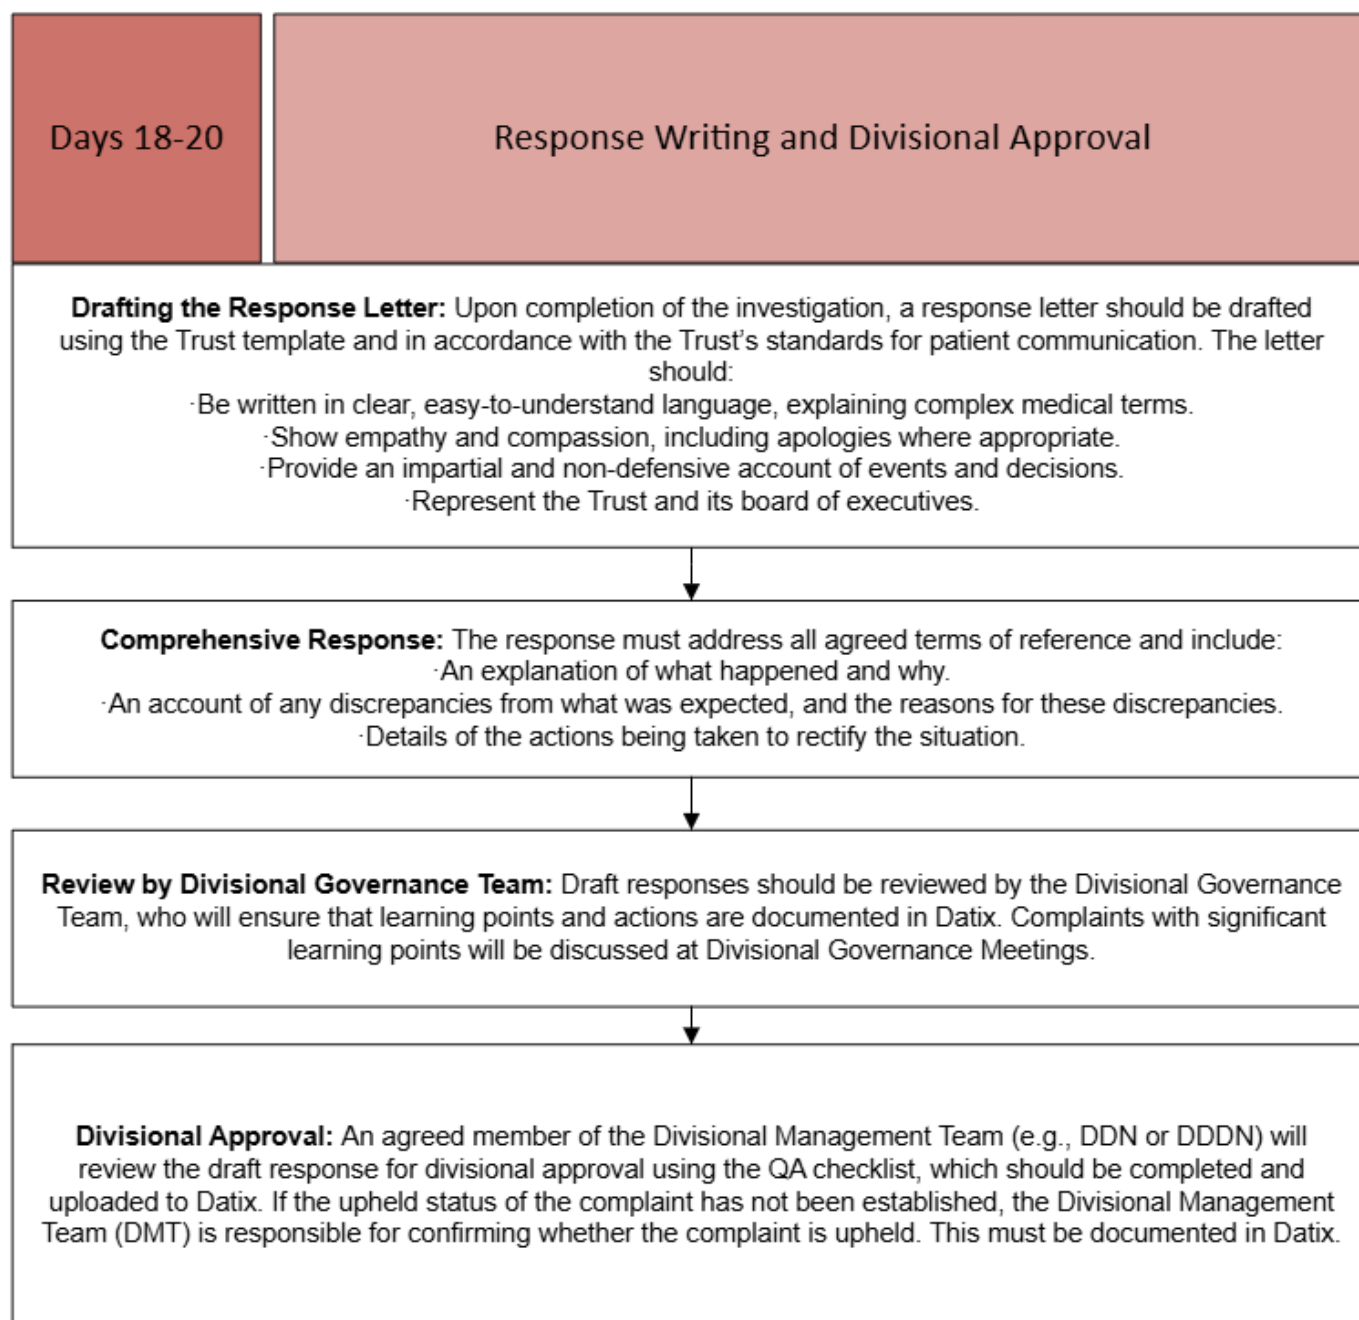 Days 18-20
Response Writing and Divisional Approval
Drafting the Response Letter: Upon completion of the investigation, a response letter should be drafted
using the Trust template and in accordance with the Trust’s standards for patient communication. The letter
should:
·Be written in clear, easy-to-understand language, explaining complex medical terms.
·Show empathy and compassion, including apologies where appropriate.
·Provide an impartial and non-defensive account of events and decisions.
·Represent the Trust and its board of executives.
Comprehensive Response: The response must address all agreed terms of reference and include:
·An explanation of what happened and why.
·An account of any discrepancies from what was expected, and the reasons for these discrepancies.
·Details of the actions being taken to rectify the situation.
Review by Divisional Governance Team: Draft responses should be reviewed by the Divisional Governance
Team, who will ensure that learning points and actions are documented in Datix. Complaints with significant
learning points will be discussed at Divisional Governance Meetings.
Divisional Approval: An agreed member of the Divisional Management Team (e.g., DDN or DDDN) will
review the draft response for divisional approval using the QA checklist, which should be completed and
uploaded to Datix. If the upheld status of the complaint has not been established, the Divisional Management
Team (DMT) is responsible for confirming whether the complaint is upheld. This must be documented in Datix.